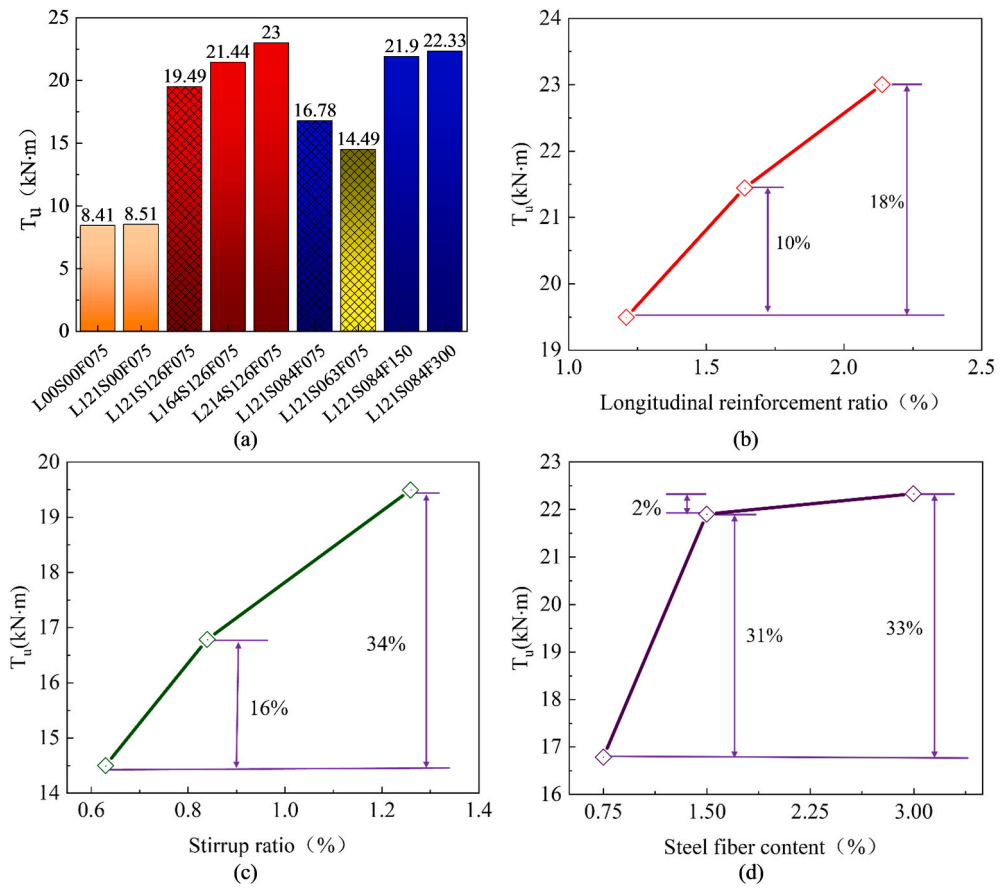 25
20
15
10
5
0
Tu (kN·m)
8.41
8.51
19.49
21.44
23
16.78
14.49
21.9
22.33
L00S00F075
L121S00F075
L121S126F075
L164S126F075
L214S126F075
L121S084F075
L121S063F075
L121S084F150
L121S084F300
(a)
23
22
21
20
19
Tu(kN·m)
10%
18%
1.0
1.5
2.0
2.5
Longitudinal reinforcement ratio (%)
(b)
20
19
18
17
16
15
14
Tu(kN·m)
16%
34%
0.6
0.8
1.0
1.2
1.4
Stirrup ratio (%)
(c)
23
22
21
20
19
18
17
16
Tu(kN·m)
2%
31%
33%
0.75
1.50
2.25
3.00
Steel fiber content (%)
(d)